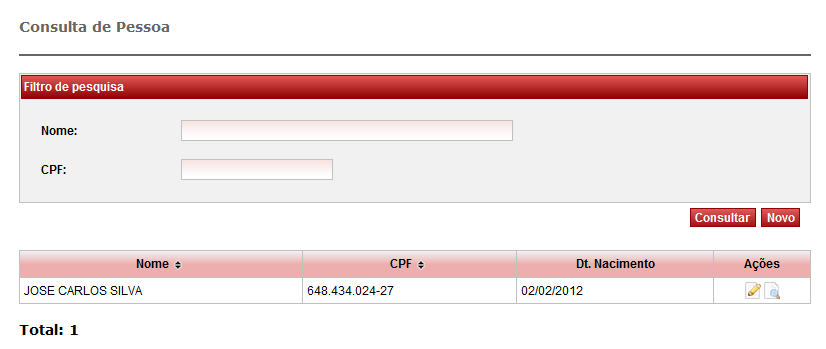 Consulta de Pessoa
Filtro de pesquisa
Nome:
CPF:
Consultar Novo
Nome CPF Dt. Nacimento Ações
JOSE CARLOS SILVA 648.434.024-27 02/02/2012
Total: 1